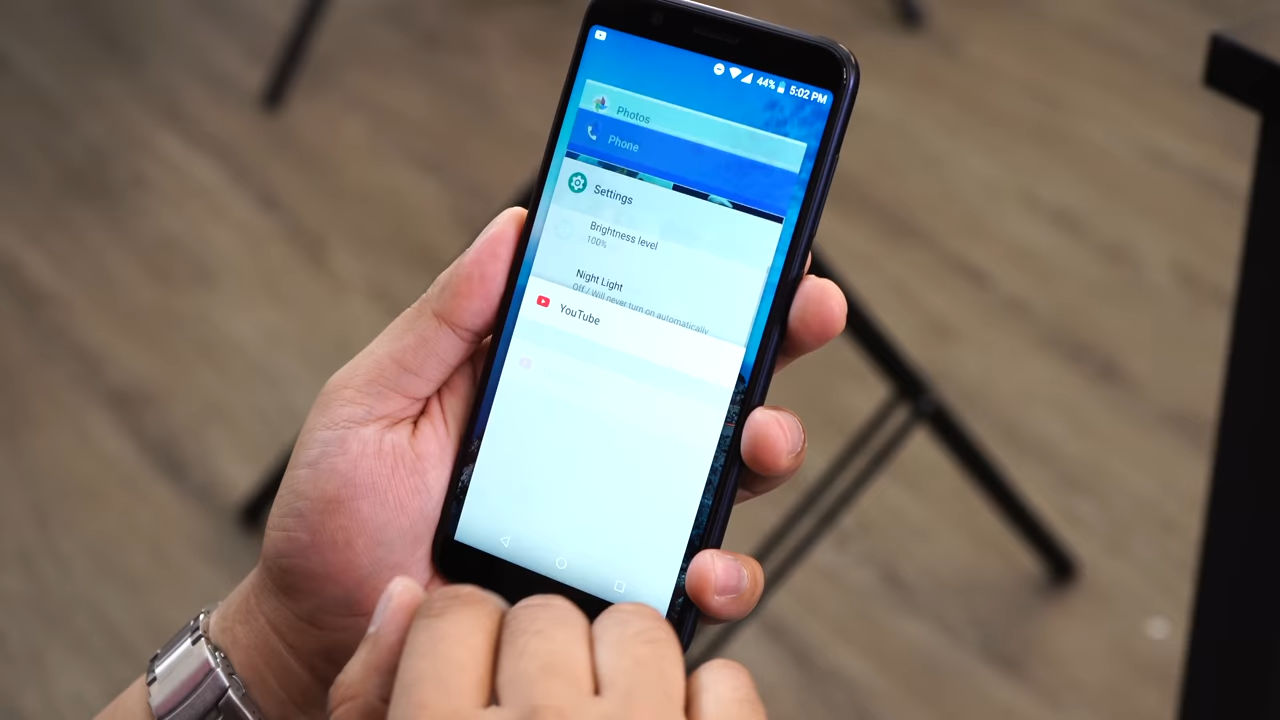 44% 5:02 PM
Photos
Phone
Settings
Brightness level
100%
Night Light
Off / Will never turn on automatically
YouTube